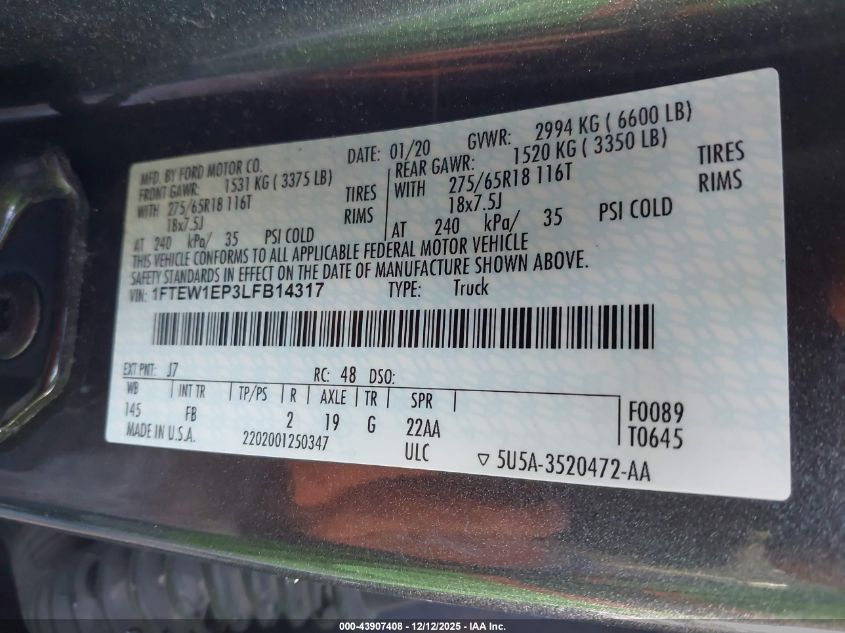 MFD. BY FORD MOTOR CO. DATE: 01/20 GVWR: 2994 KG ( 6600 LB)
FRONT GAWR: 1531 KG ( 3375 LB) REAR GAWR: 1520 KG ( 3350 LB)
WITH 275/65R18 116T TIRES WITH 275/65R18 116T TIRES
18x7.5J RIMS 18x7.5J RIMS
AT 240 kPa/ 35 PSI COLD AT 240 kPa/ 35 PSI COLD
THIS VEHICLE CONFORMS TO ALL APPLICABLE FEDERAL MOTOR VEHICLE
SAFETY STANDARDS IN EFFECT ON THE DATE OF MANUFACTURE SHOWN ABOVE.
VIN: 1FTEW1EP3LFB14317 TYPE: Truck
EXT PNT: J7 RC: 48 DSO:
WB INT TR TP/PS R AXLE TR SPR
145 FB 2 19 G 22AA F0089
MADE IN U.S.A. 2202001250347 ULC T0645
5U5A-3520472-AA
000-43907408 - 12/12/2025 - IAA Inc.